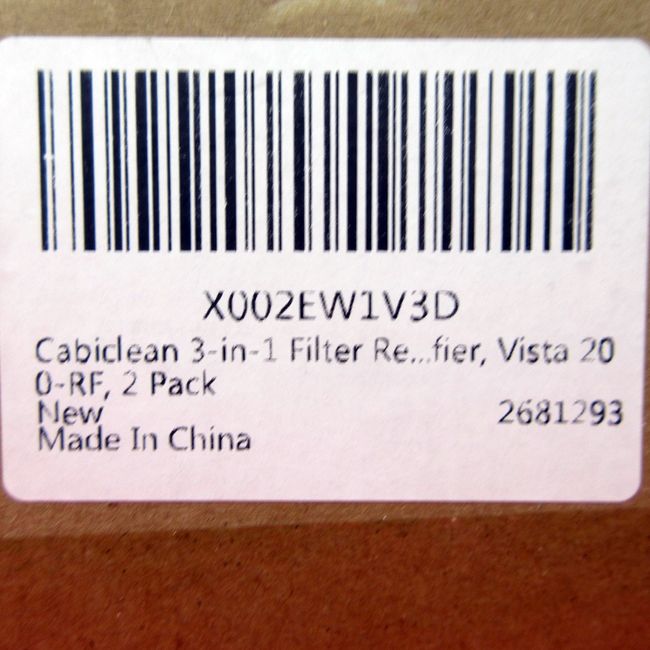 X002EW1V3D
Cabiclean 3-in-1 Filter Re...fier, Vista 20
0-RF, 2 Pack
New 2681293
Made In China